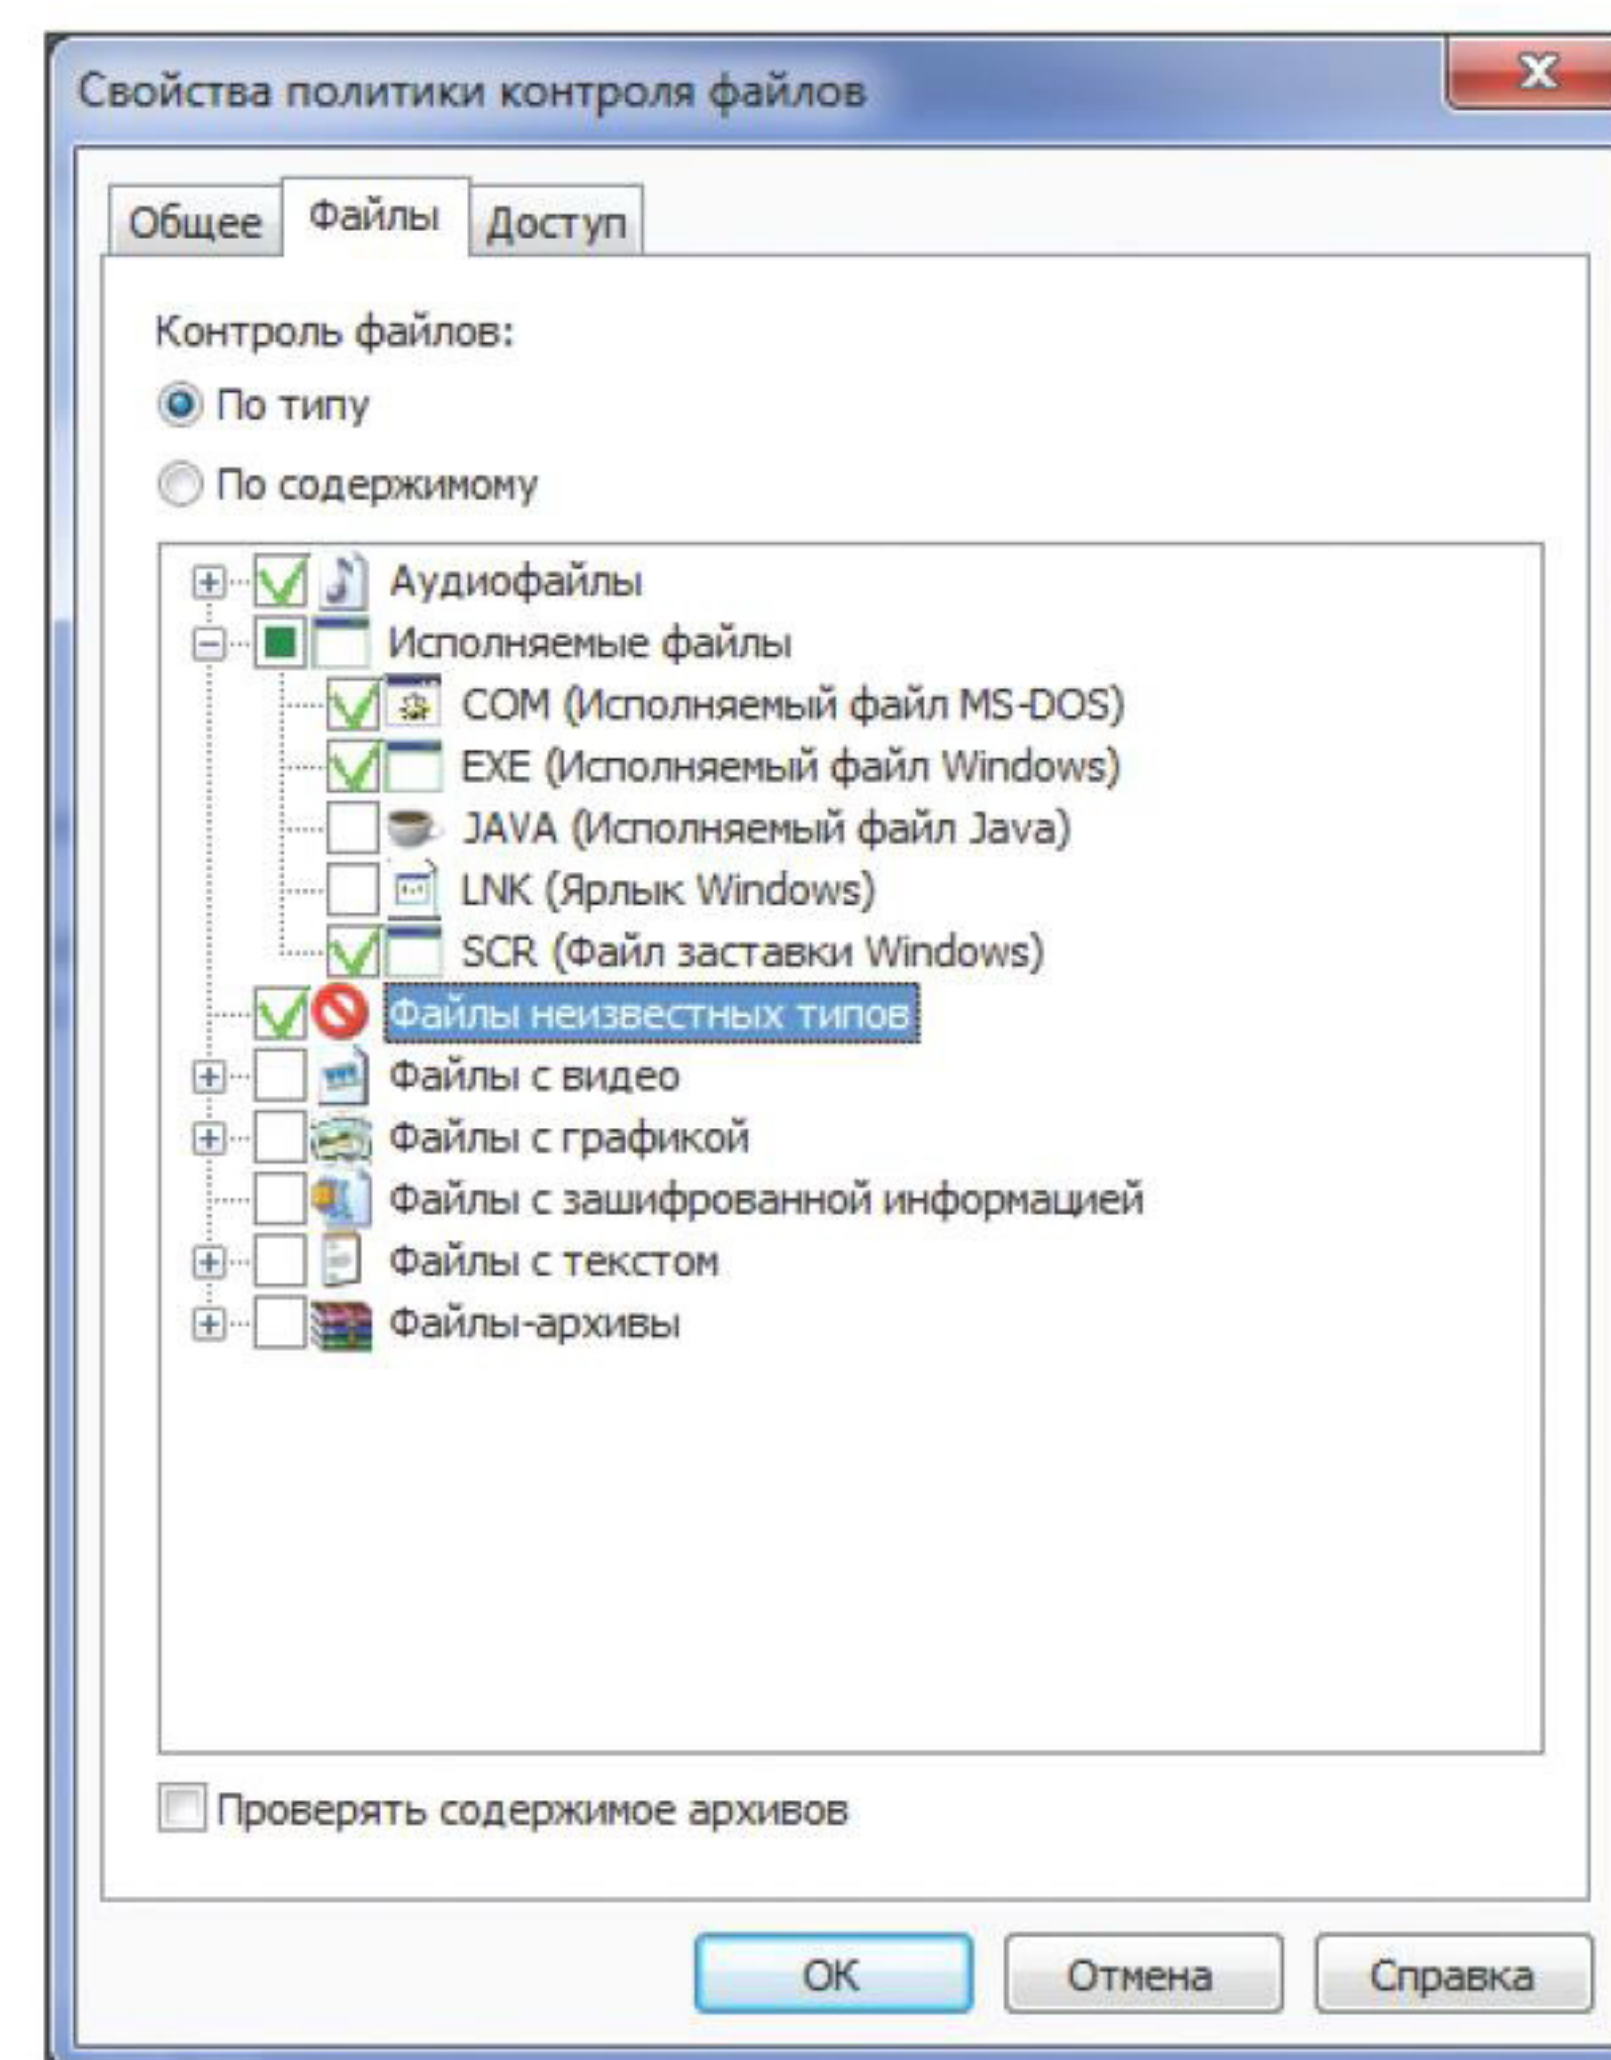 Свойства политики контроля файлов
Общее Файлы Доступ
Контроль файлов:
По типу
По содержимому
Аудиофайлы
Исполняемые файлы
COM (Исполняемый файл MS-DOS)
EXE (Исполняемый файл Windows)
JAVA (Исполняемый файл Java)
LNK (Ярлык Windows)
SCR (Файл заставки Windows)
Файлы неизвестных типов
Файлы с видео
Файлы с графикой
Файлы с зашифрованной информацией
Файлы с текстом
Файлы-архивы
Проверять содержимое архивов
ОК Отмена Справка